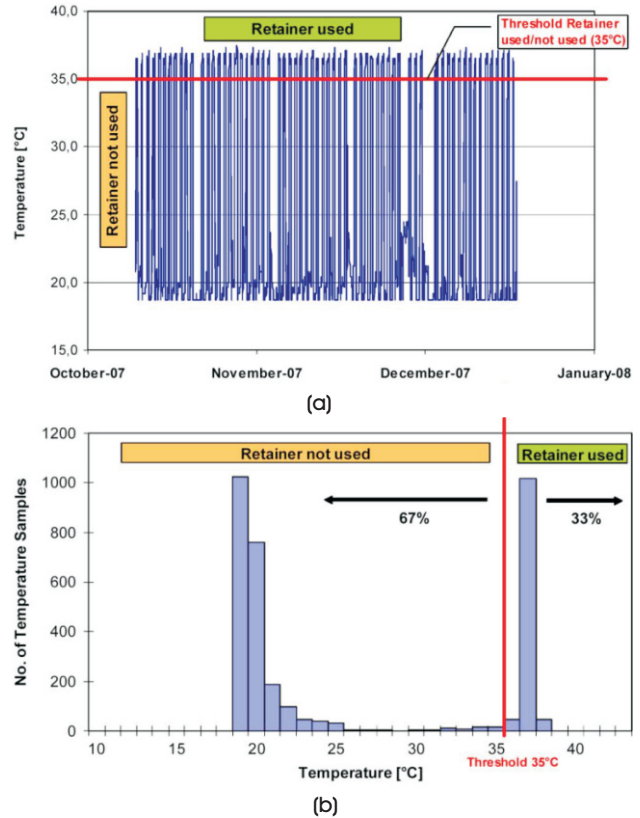 40,0
35,0
30,0
25,0
20,0
15,0
Temperature [°C]
Retainer used
Threshold Retainer
used/not used (35°C)
Retainer not used
October-07
November-07
December-07
January-08
(a)
1200
1000
800
600
400
200
0
No. of Temperature Samples
Retainer not used
Retainer used
67%
33%
10
15
20
25
30
35
40
Temperature [°C]
Threshold 35°C
(b)